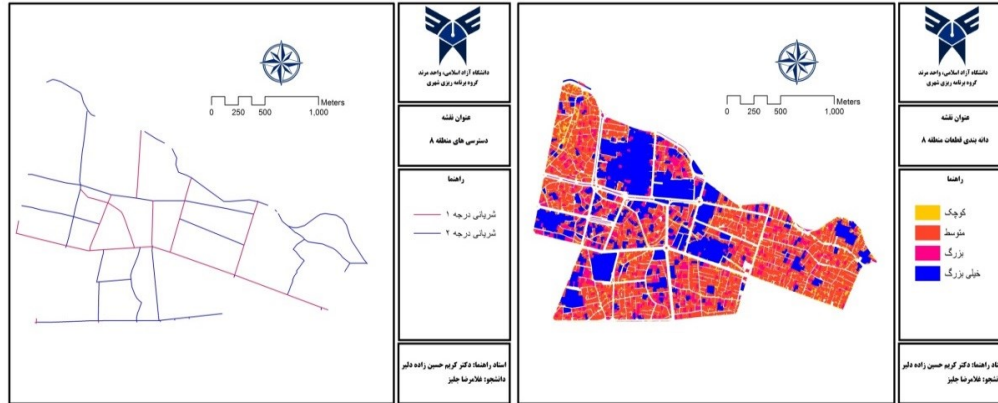 دانشگاه آزاد اسلامی، واحد مرند
گروه برنامه ریزی شهری
عنوان نقشه
دسترسی های منطقه ۸
راهنما
شریانی درجه ۱
شریانی درجه ۲
استاد راهنما: دکتر کریم حسین زاده دلیر
دانشجو: غلامرضا جلیز
Meters
0 250 500 1,000
دانشگاه آزاد اسلامی، واحد مرند
گروه برنامه ریزی شهری
عنوان نقشه
دانه بندی قطعات منطقه ۸
راهنما
کوچک
متوسط
بزرگ
خیلی بزرگ
راهنما: دکتر کریم حسین زاده دلیر
غلامرضا جلیز
Meters
0 250 500 1,000